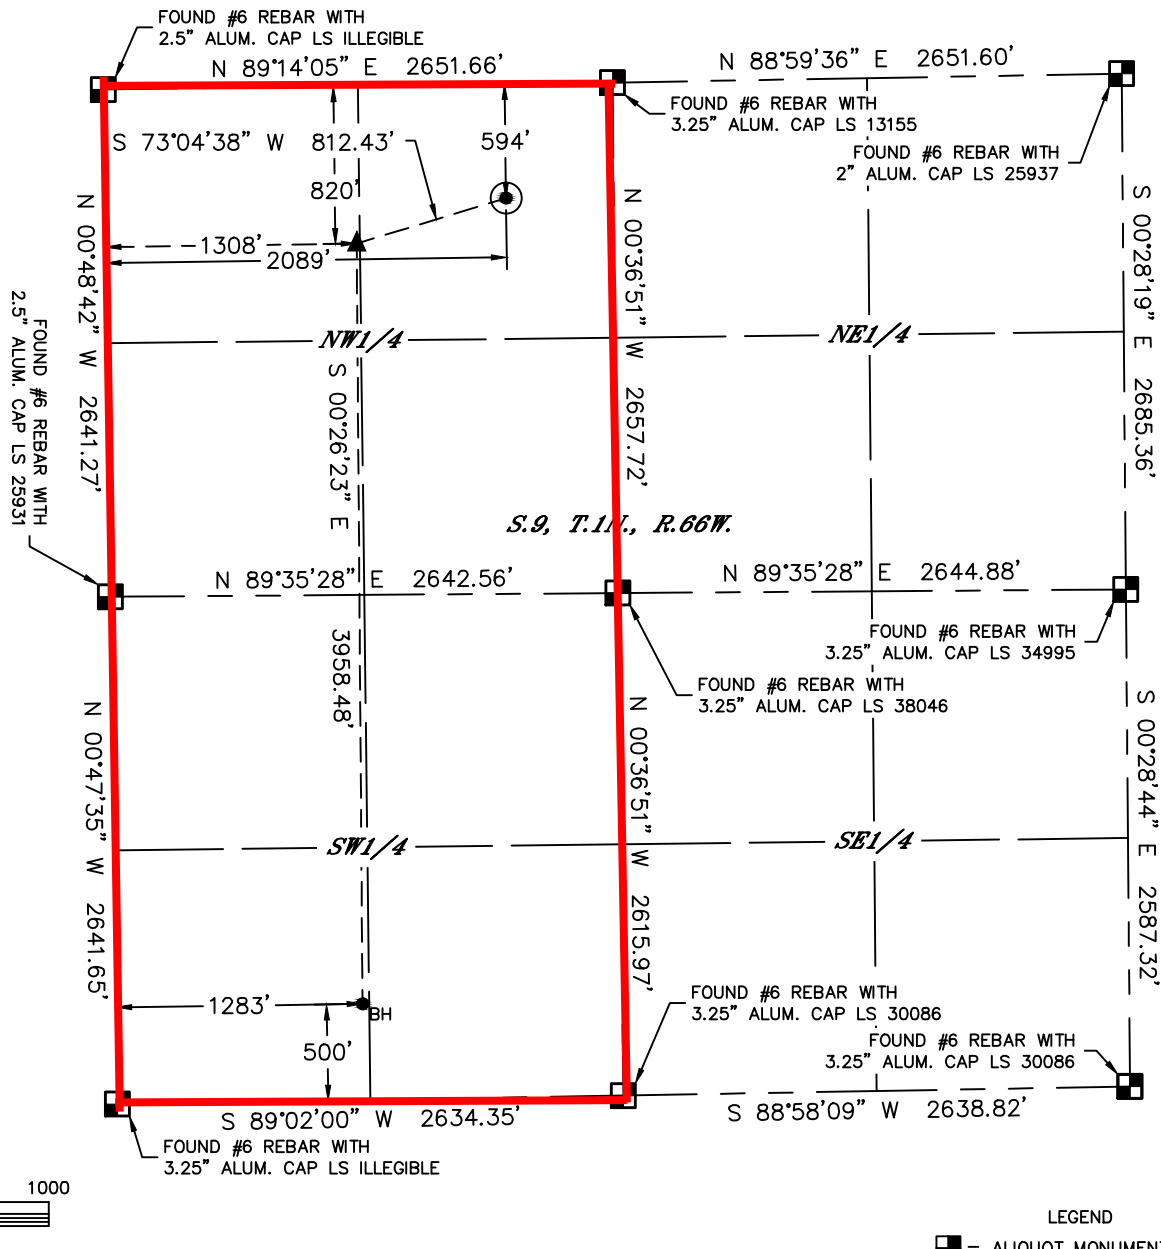 FOUND #6 REBAR WITH
2.5" ALUM. CAP LS ILLEGIBLE
N 89°14'05" E 2651.66'
N 88°59'36" E 2651.60'
FOUND #6 REBAR WITH
3.25" ALUM. CAP LS 13155
FOUND #6 REBAR WITH
2" ALUM. CAP LS 25937
S 73°04'38" W 812.43'
594'
820'
1308'
2089'
N 00°48'42" W 2641.27'
N 00°36'51" W 2657.72'
S 00°28'19" E 2685.36'
NW1/4
NE1/4
FOUND #6 REBAR WITH
2.5" ALUM. CAP LS 25931
S 00°26'23" E 3958.48'
S.9, T.1N., R.66W.
N 89°35'28" E 2642.56'
N 89°35'28" E 2644.88'
FOUND #6 REBAR WITH
3.25" ALUM. CAP LS 34995
FOUND #6 REBAR WITH
3.25" ALUM. CAP LS 38046
N 00°47'35" W 2641.65'
N 00°36'51" W 2615.97'
S 00°28'44" E 2587.32'
SW1/4
SE1/4
1283'
BH
500'
FOUND #6 REBAR WITH
3.25" ALUM. CAP LS 30086
FOUND #6 REBAR WITH
3.25" ALUM. CAP LS 30086
S 89°02'00" W 2634.35'
S 88°58'09" W 2638.82'
FOUND #6 REBAR WITH
3.25" ALUM. CAP LS ILLEGIBLE
1000
LEGEND
= ALIQUOT MONUMENT